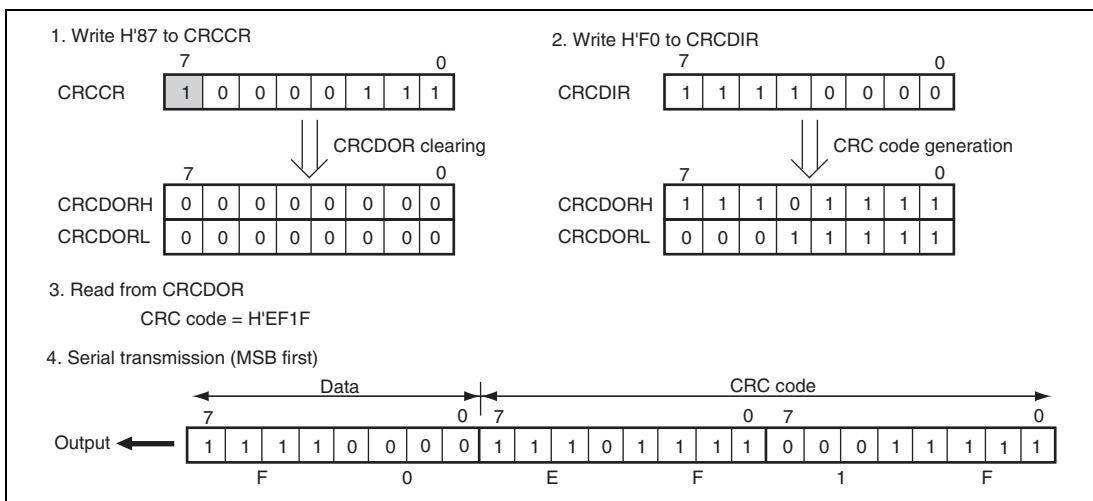 1. Write H'87 to CRCCR
7 0
CRCCR 1 0 0 0 0 1 1 1
CRCDOR clearing
7 0
CRCDORH 0 0 0 0 0 0 0 0
CRCDORL 0 0 0 0 0 0 0 0
2. Write H'F0 to CRCDIR
7 0
CRCDIR 1 1 1 1 0 0 0 0
CRC code generation
7 0
CRCDORH 1 1 1 0 1 1 1 1
CRCDORL 0 0 0 1 1 1 1 1
3. Read from CRCDOR
CRC code = H'EF1F
4. Serial transmission (MSB first)
Data CRC code
7 0 7 0 7 0
Output 1 1 1 1 0 0 0 0 1 1 1 0 1 1 1 1 0 0 0 1 1 1 1 1
F 0 E F 1 F